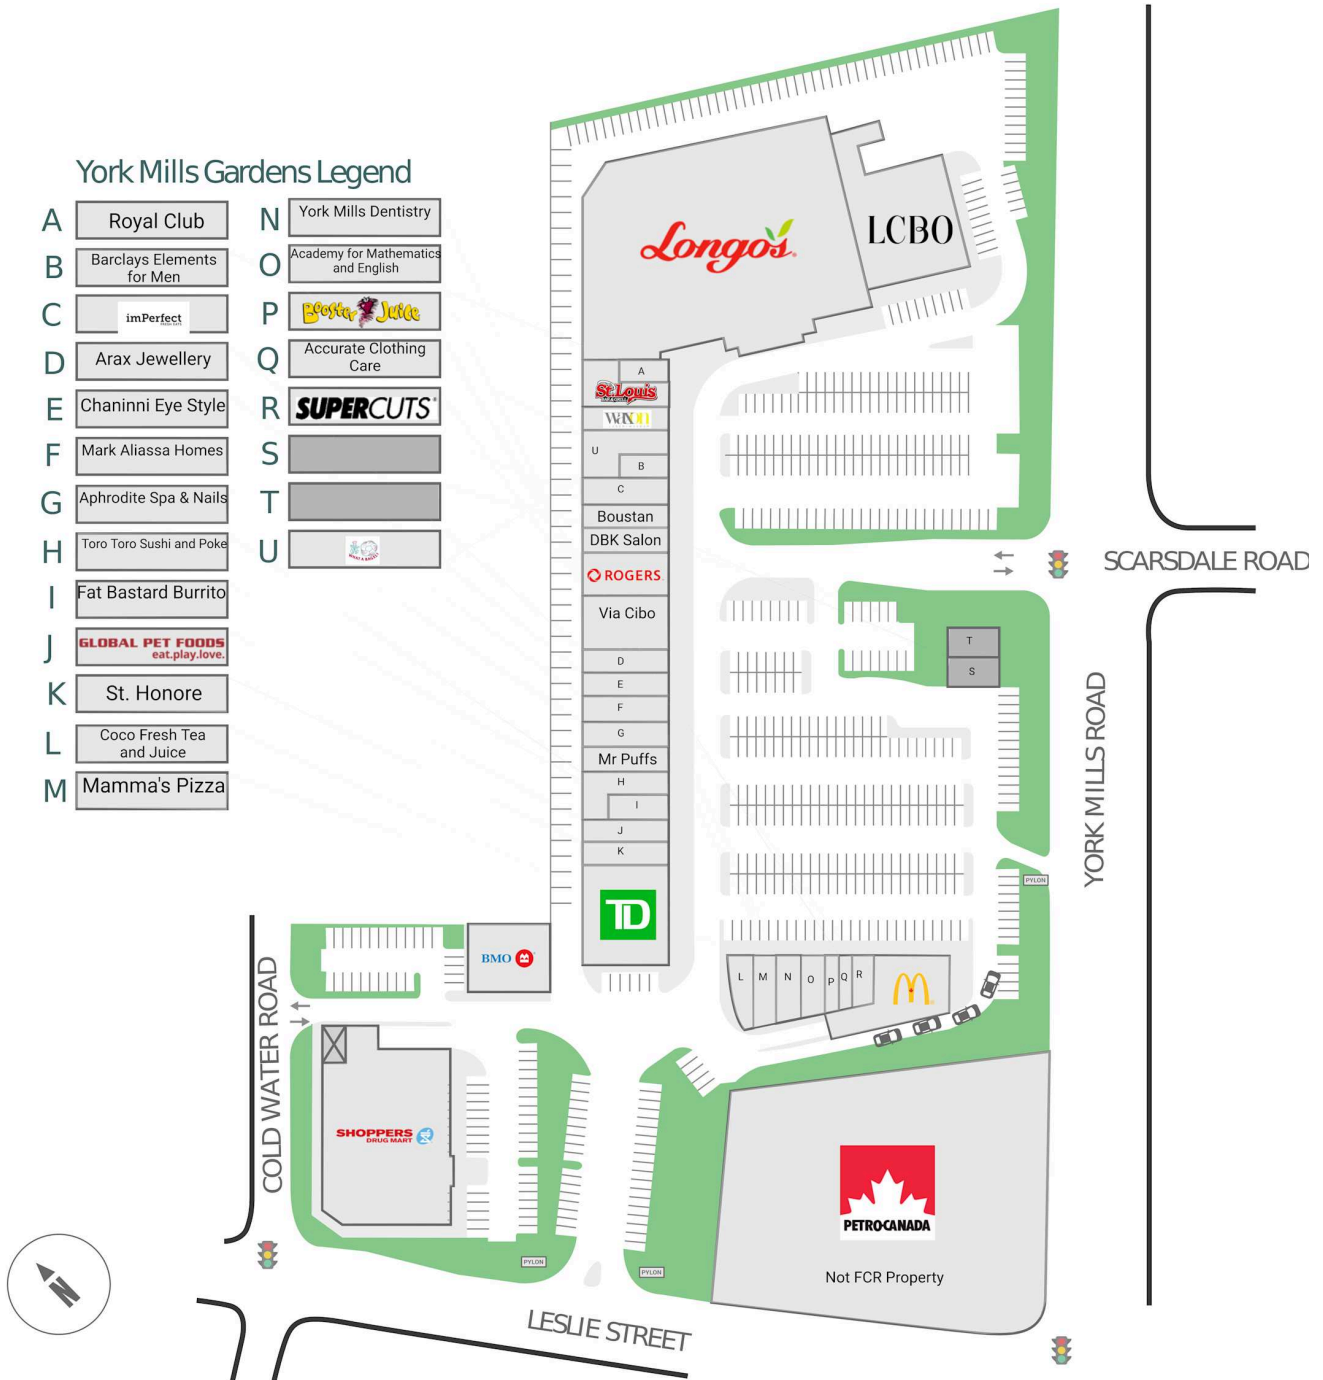 York Mills Gardens Legend
A
Royal Club
B
Barclays Elements
for Men
C
imPerfect
FRESH EATS
D
Arax Jewellery
E
Chaninni Eye Style
F
Mark Aliassa Homes
G
Aphrodite Spa & Nails
H
Toro Toro Sushi and Poke
I
Fat Bastard Burrito
J
GLOBAL PET FOODS
eat.play.love.
K
St. Honore
L
Coco Fresh Tea
and Juice
M
Mamma's Pizza
N
York Mills Dentistry
O
Academy for Mathematics
and English
P
Booster Juice
Q
Accurate Clothing
Care
R
SUPERCUTS
S
T
U
Longo's
LCBO
A
St. Louis
WAXON
U
B
C
Boustan
DBK Salon
ROGERS
Via Cibo
D
E
F
G
Mr Puffs
H
I
J
K
TD
BMO
SHOPPERS
DRUG MART
T
S
PYLON
L
M
N
O
P
Q
R
PETRO-CANADA
Not FCR Property
PYLON
PYLON
SCARSDALE ROAD
YORK MILLS ROAD
COLD WATER ROAD
LESLIE STREET
N